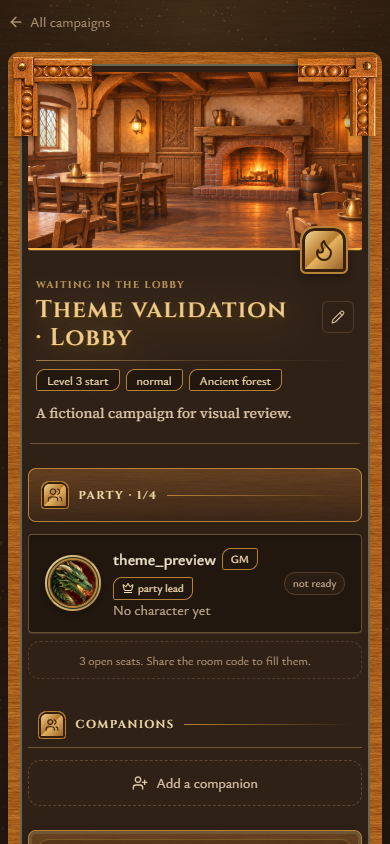 All campaigns
WAITING IN THE LOBBY
THEME VALIDATION
· LOBBY
Level 3 start
normal
Ancient forest
A fictional campaign for visual review.
PARTY · 1/4
theme_preview
GM
party lead
not ready
No character yet
3 open seats. Share the room code to fill them.
COMPANIONS
Add a companion